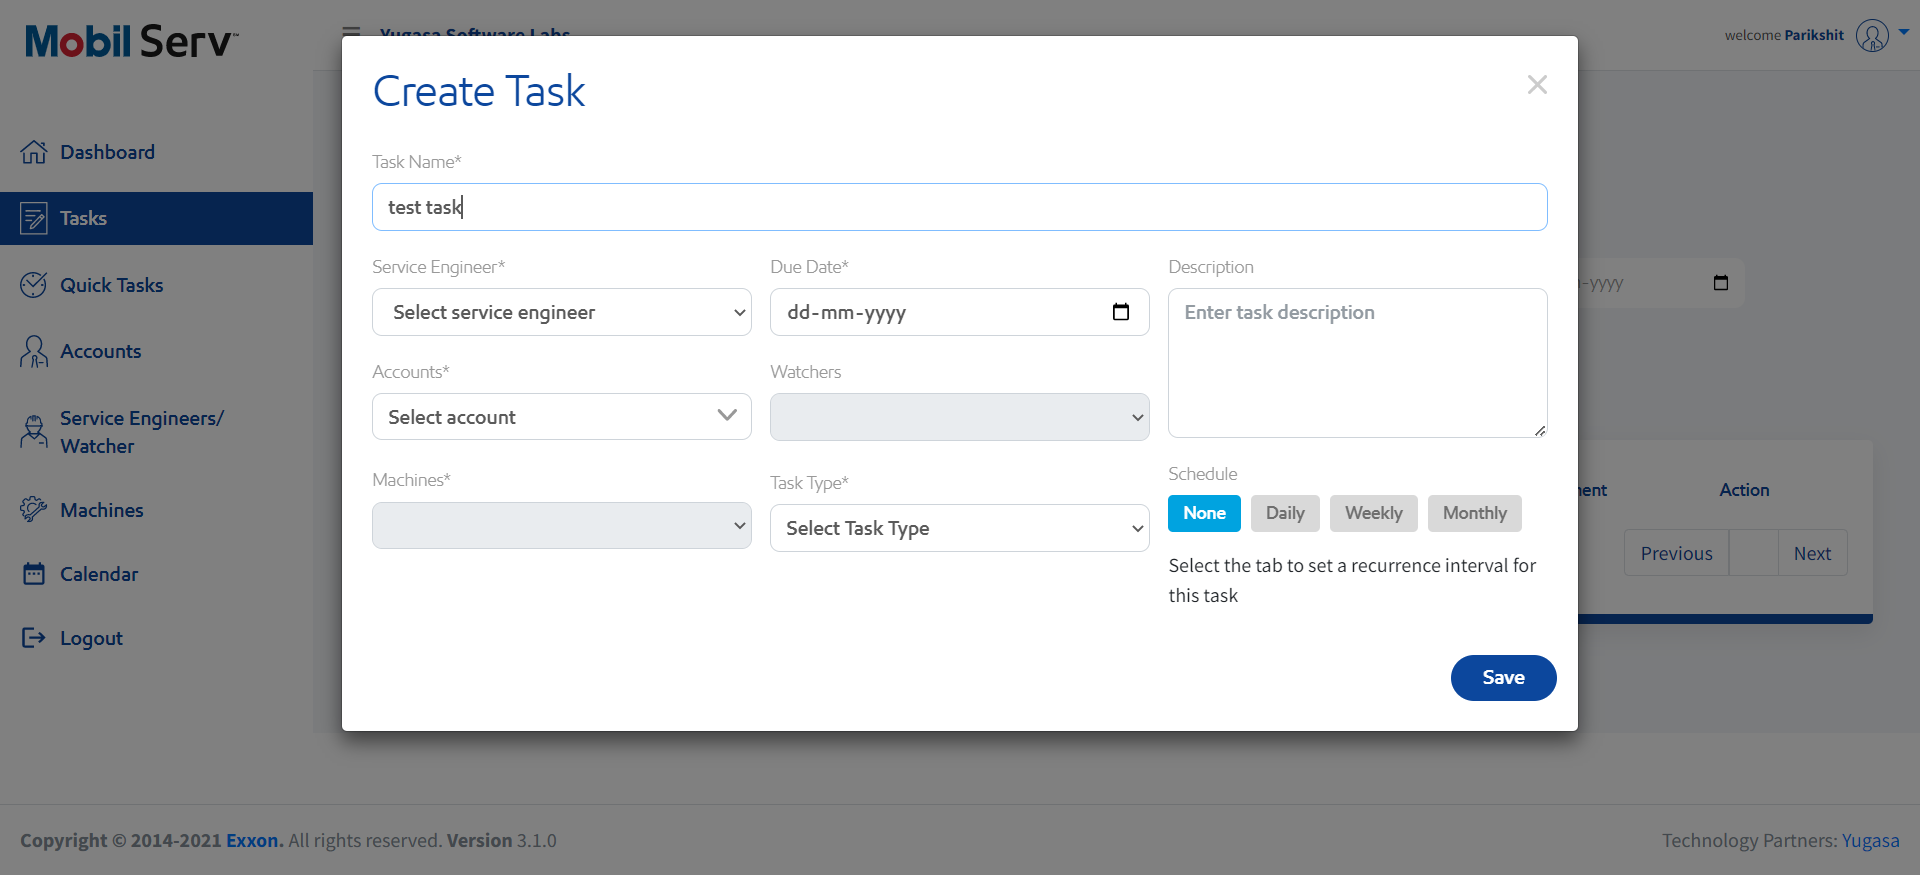 Mobil Serv™
Yugasa Software Labs
welcome Parikshit
Dashboard
Tasks
Quick Tasks
Accounts
Service Engineers/
Watcher
Machines
Calendar
Logout
Create Task
Task Name*
test task
Service Engineer*
Select service engineer
Due Date*
dd-mm-yyyy
Description
Enter task description
Accounts*
Select account
Watchers
Machines*
Task Type*
Select Task Type
Schedule
None Daily Weekly Monthly
Select the tab to set a recurrence interval for
this task
Save
-yyyy
Action
Previous Next
Copyright © 2014-2021 Exxon. All rights reserved. Version 3.1.0
Technology Partners: Yugasa